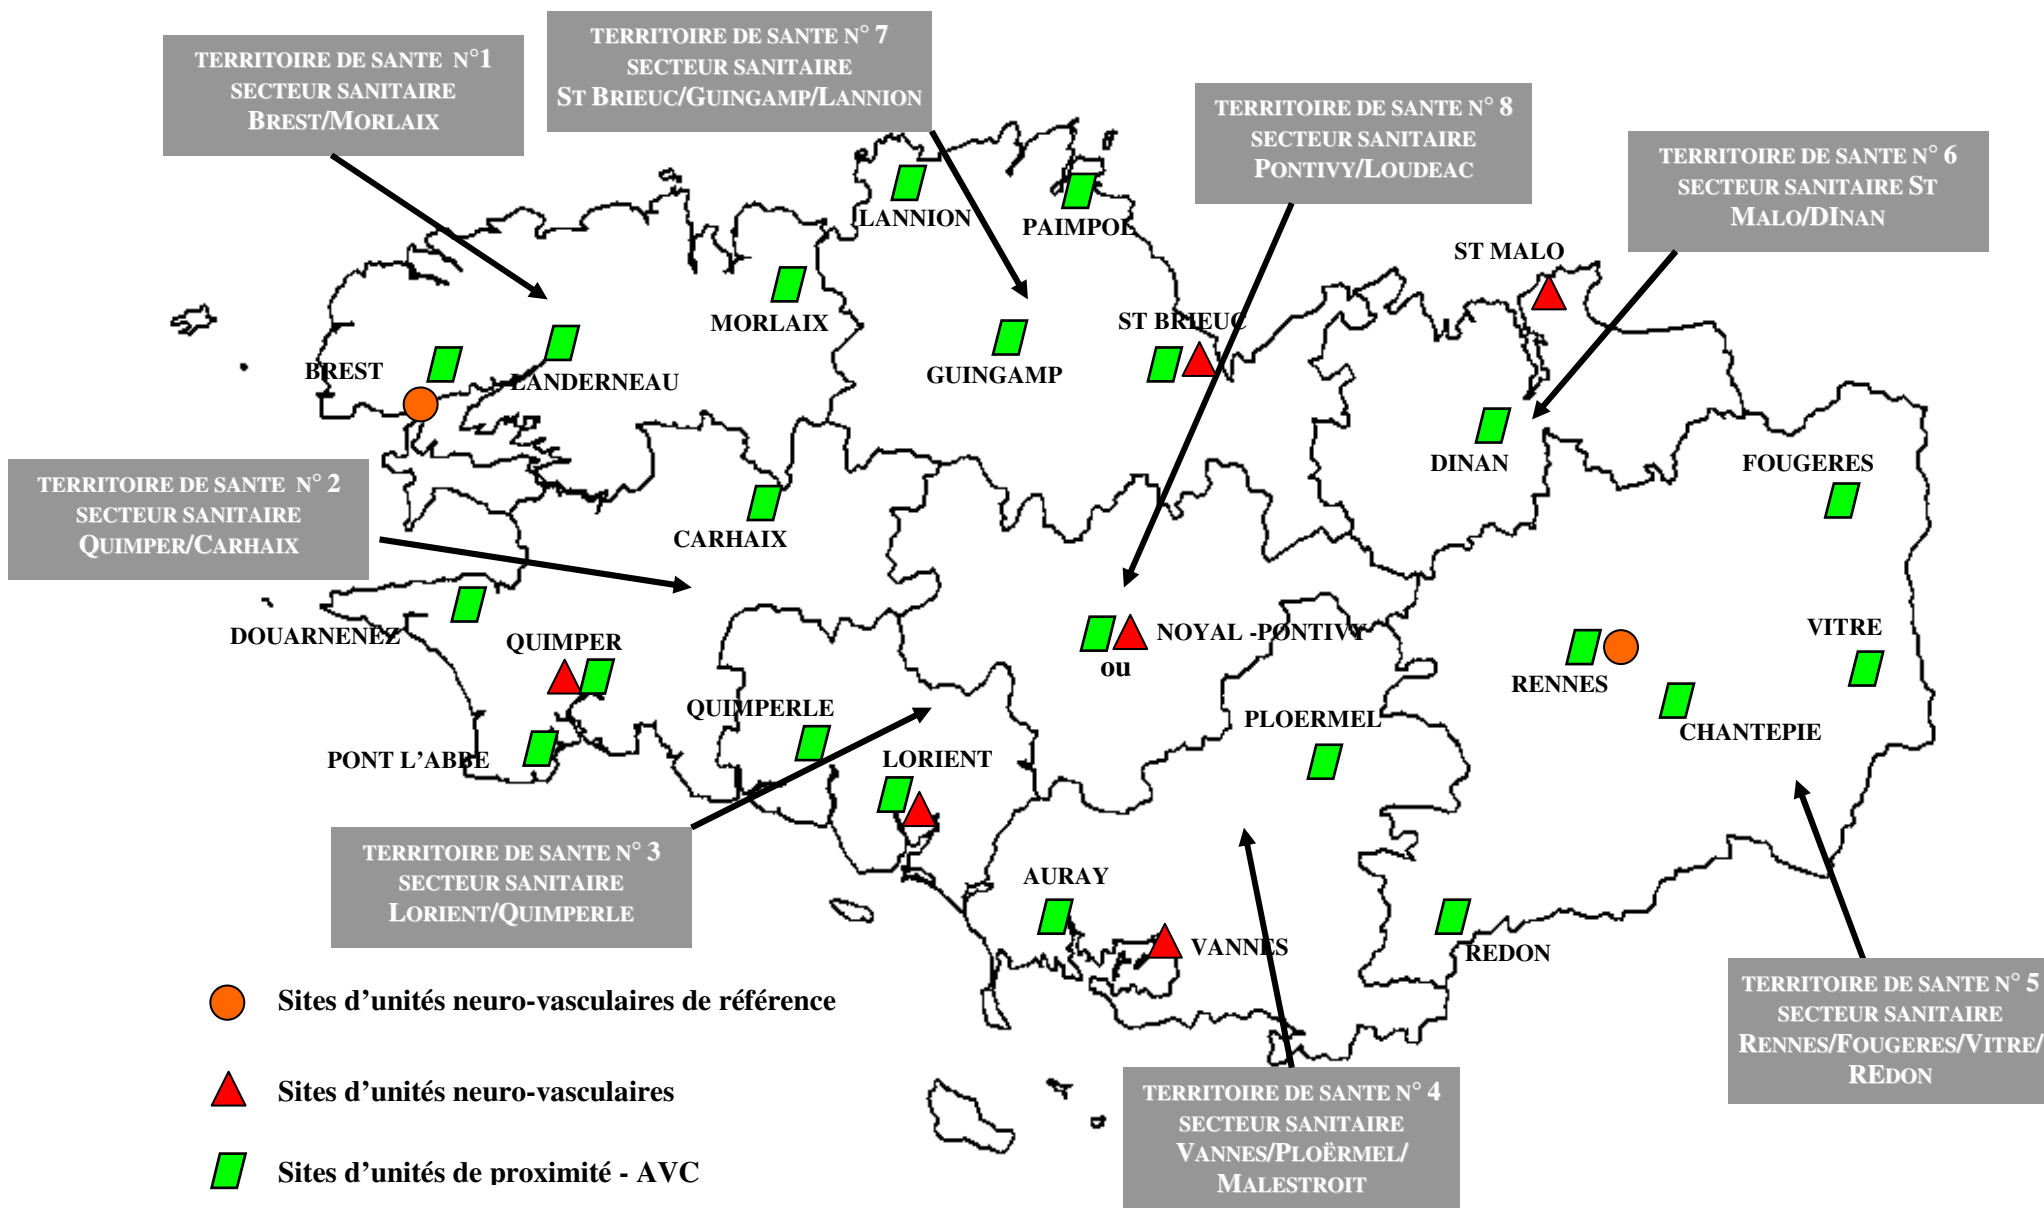 TERRITOIRE DE SANTE N° 7
SECTEUR SANITAIRE
ST BRIEUC/GUINGAMP/LANNION
TERRITOIRE DE SANTE N°1
SECTEUR SANITAIRE
BREST/MORLAIX
TERRITOIRE DE SANTE N° 8
SECTEUR SANITAIRE
PONTIVY/LOUDEAC
TERRITOIRE DE SANTE N° 6
SECTEUR SANITAIRE ST
MALO/DINAN
LANNION
PAIMPOL
ST MALO
MORLAIX
ST BRIEUC
BREST
LANDERNEAU
GUINGAMP
DINAN
FOUGERES
TERRITOIRE DE SANTE N° 2
SECTEUR SANITAIRE
QUIMPER/CARHAIX
CARHAIX
DOUARNENEZ
QUIMPER
NOYAL -PONTIVY
ou
VITRE
RENNES
QUIMPERLE
PLOERMEL
CHANTEPIE
PONT L'ABBE
LORIENT
TERRITOIRE DE SANTE N° 3
SECTEUR SANITAIRE
LORIENT/QUIMPERLE
AURAY
VANNES
REDON
TERRITOIRE DE SANTE N° 5
SECTEUR SANITAIRE
RENNES/FOUGERES/VITRE/
REDON
TERRITOIRE DE SANTE N° 4
SECTEUR SANITAIRE
VANNES/PLOËRMEL/
MALESTROIT
Sites d'unités neuro-vasculaires de référence
Sites d'unités neuro-vasculaires
Sites d'unités de proximité - AVC